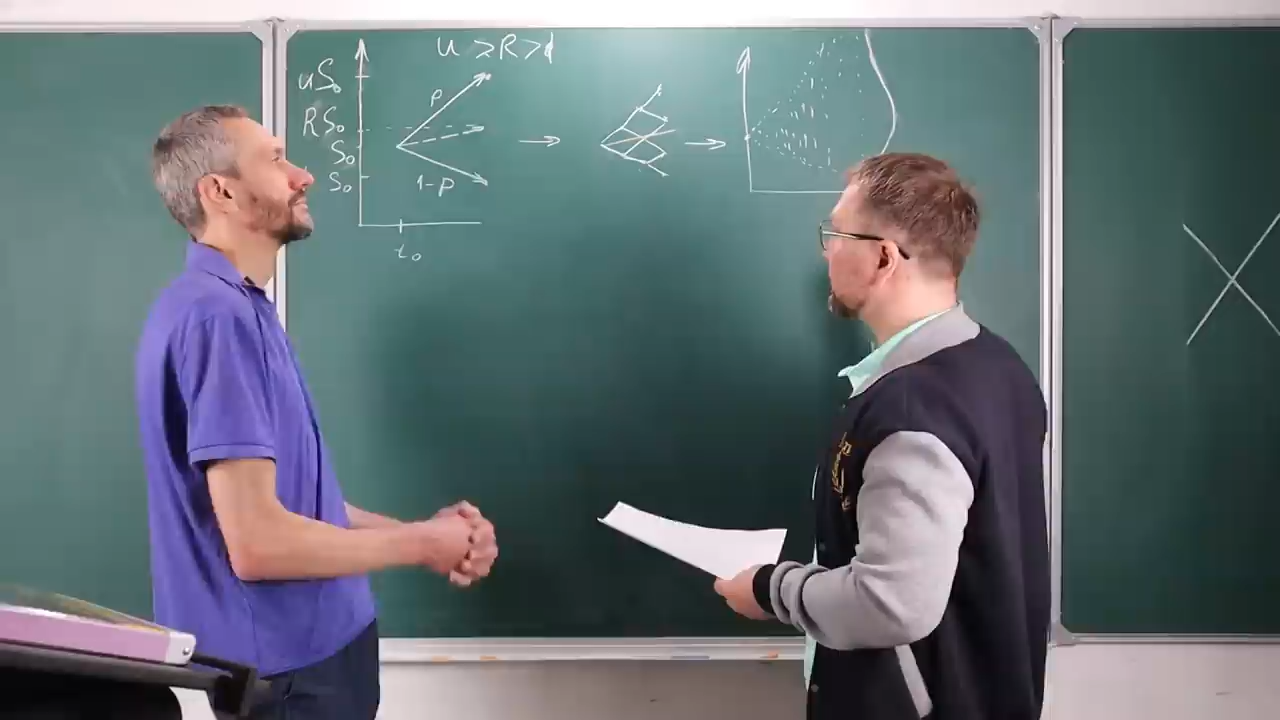 u > R > d
uS₀
RS₀
S₀
S₀
p
1-p
t₀